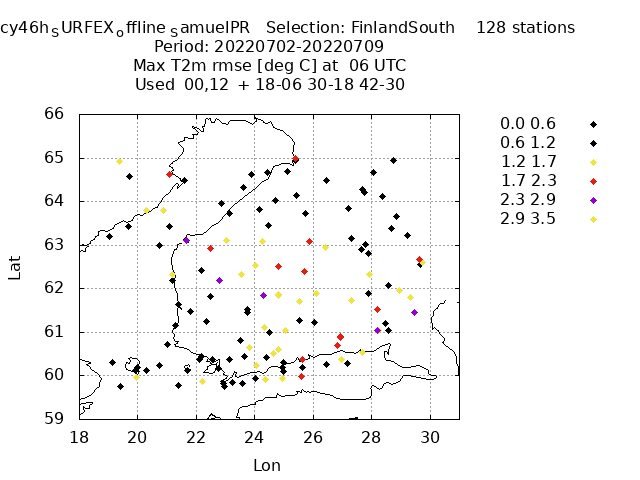 cy46h_SURFEX_offline_samuelPR   Selection: FinlandSouth    128 stations
Period: 20220702-20220709
Max T2m rmse [deg C] at  06 UTC
Used  00,12  + 18-06 30-18 42-30
0.0 0.6
0.6 1.2
1.2 1.7
1.7 2.3
2.3 2.9
2.9 3.5
66
65
64
63
62
61
60
59
Lat
18 20 22 24 26 28 30
Lon